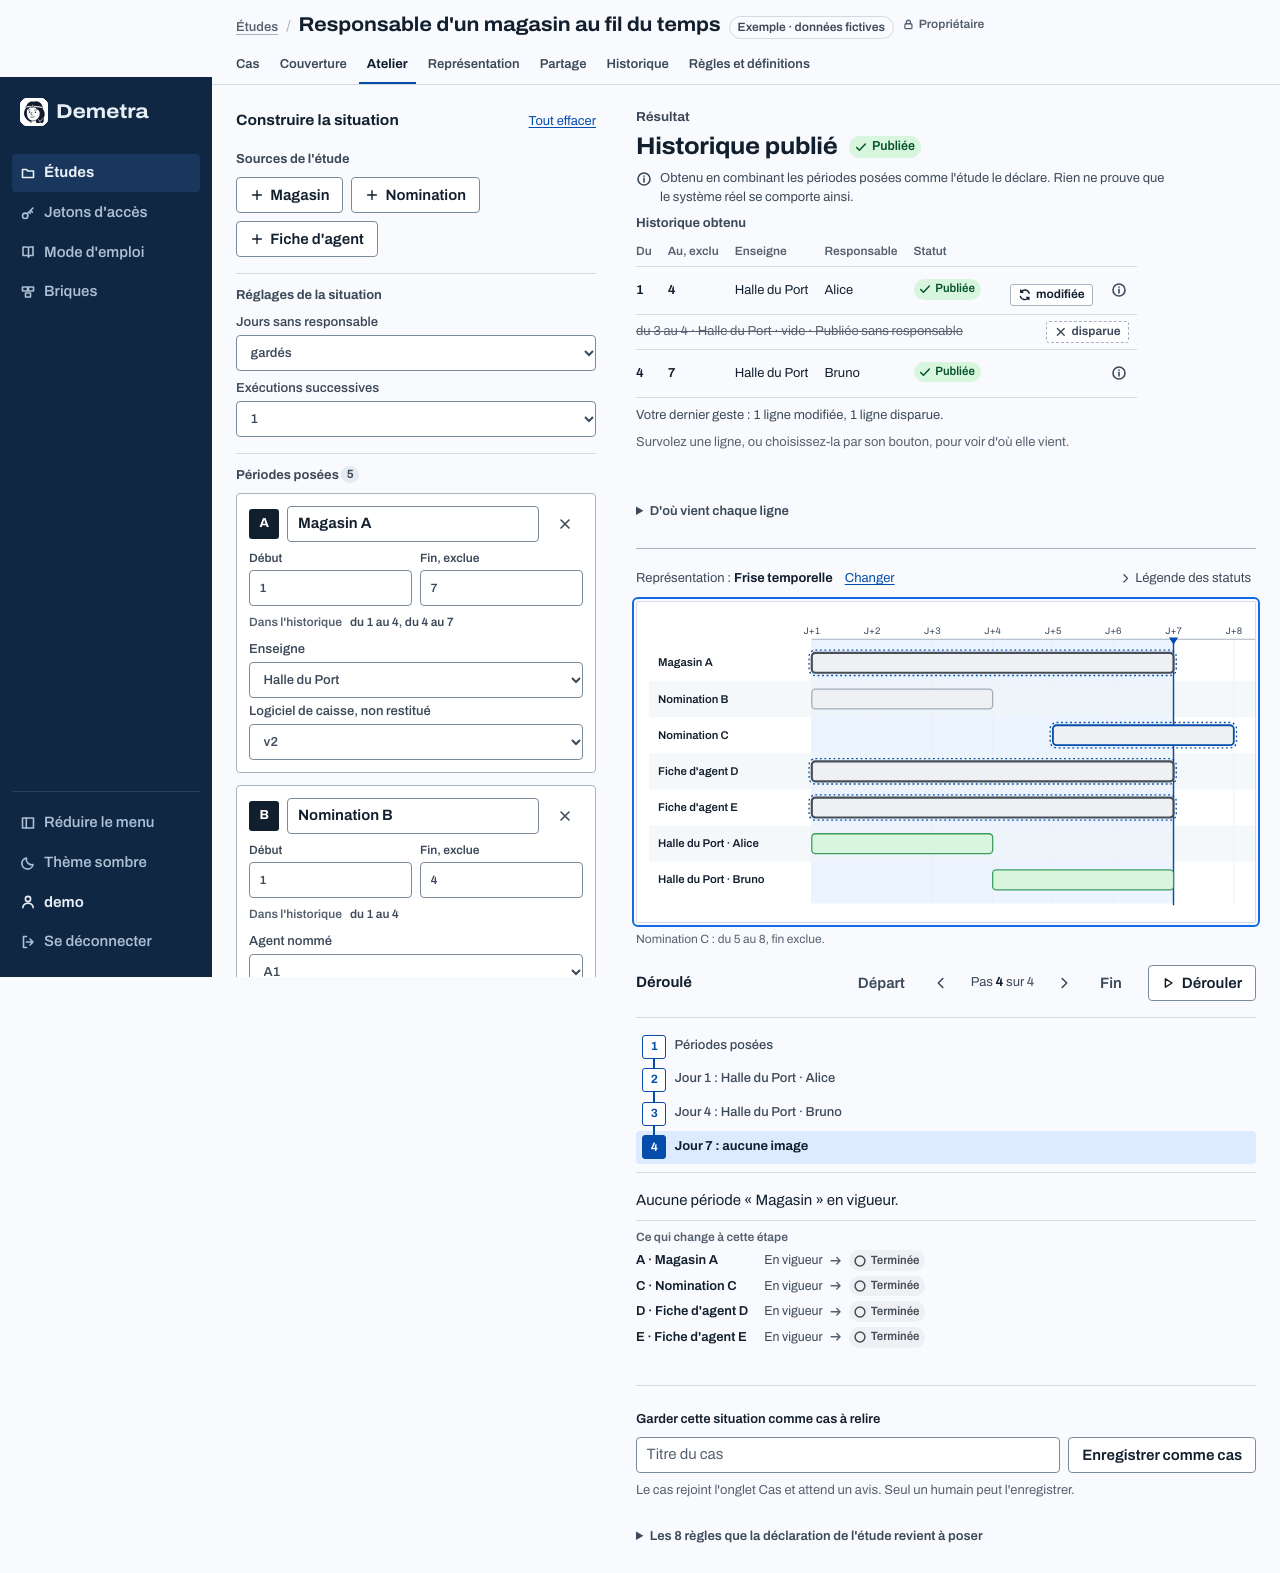 Études / Responsable d'un magasin au fil du temps Exemple · données fictives Propriétaire
Cas Couverture Atelier Représentation Partage Historique Règles et définitions
Demetra
Études
Jetons d'accès
Mode d'emploi
Briques
Réduire le menu
Thème sombre
demo
Se déconnecter
Construire la situation Tout effacer
Sources de l'étude
Magasin Nomination
Fiche d'agent
Réglages de la situation
Jours sans responsable
gardés
Exécutions successives
1
Périodes posées 5
A Magasin A
Début Fin, exclue
1 7
Dans l'historique du 1 au 4, du 4 au 7
Enseigne
Halle du Port
Logiciel de caisse, non restitué
v2
B Nomination B
Début Fin, exclue
1 4
Dans l'historique du 1 au 4
Agent nommé
A1
Résultat
Historique publié Publiée
Obtenu en combinant les périodes posées comme l'étude le déclare. Rien ne prouve que
le système réel se comporte ainsi.
Historique obtenu
Du Au, exclu Enseigne Responsable Statut
1 4 Halle du Port Alice Publiée modifiée
du 3 au 4 · Halle du Port · vide · Publiée sans responsable disparue
4 7 Halle du Port Bruno Publiée
Votre dernier geste : 1 ligne modifiée, 1 ligne disparue.
Survolez une ligne, ou choisissez-la par son bouton, pour voir d'où elle vient.
D'où vient chaque ligne
Représentation : Frise temporelle Changer Légende des statuts
J+1 J+2 J+3 J+4 J+5 J+6 J+7 J+8
Magasin A
Nomination B
Nomination C
Fiche d'agent D
Fiche d'agent E
Halle du Port · Alice
Halle du Port · Bruno
Nomination C : du 5 au 8, fin exclue.
Déroulé Départ Pas 4 sur 4 Fin Dérouler
1 Périodes posées
2 Jour 1 : Halle du Port · Alice
3 Jour 4 : Halle du Port · Bruno
4 Jour 7 : aucune image
Aucune période « Magasin » en vigueur.
Ce qui change à cette étape
A · Magasin A En vigueur → Terminée
C · Nomination C En vigueur → Terminée
D · Fiche d'agent D En vigueur → Terminée
E · Fiche d'agent E En vigueur → Terminée
Garder cette situation comme cas à relire
Titre du cas Enregistrer comme cas
Le cas rejoint l'onglet Cas et attend un avis. Seul un humain peut l'enregistrer.
Les 8 règles que la déclaration de l'étude revient à poser